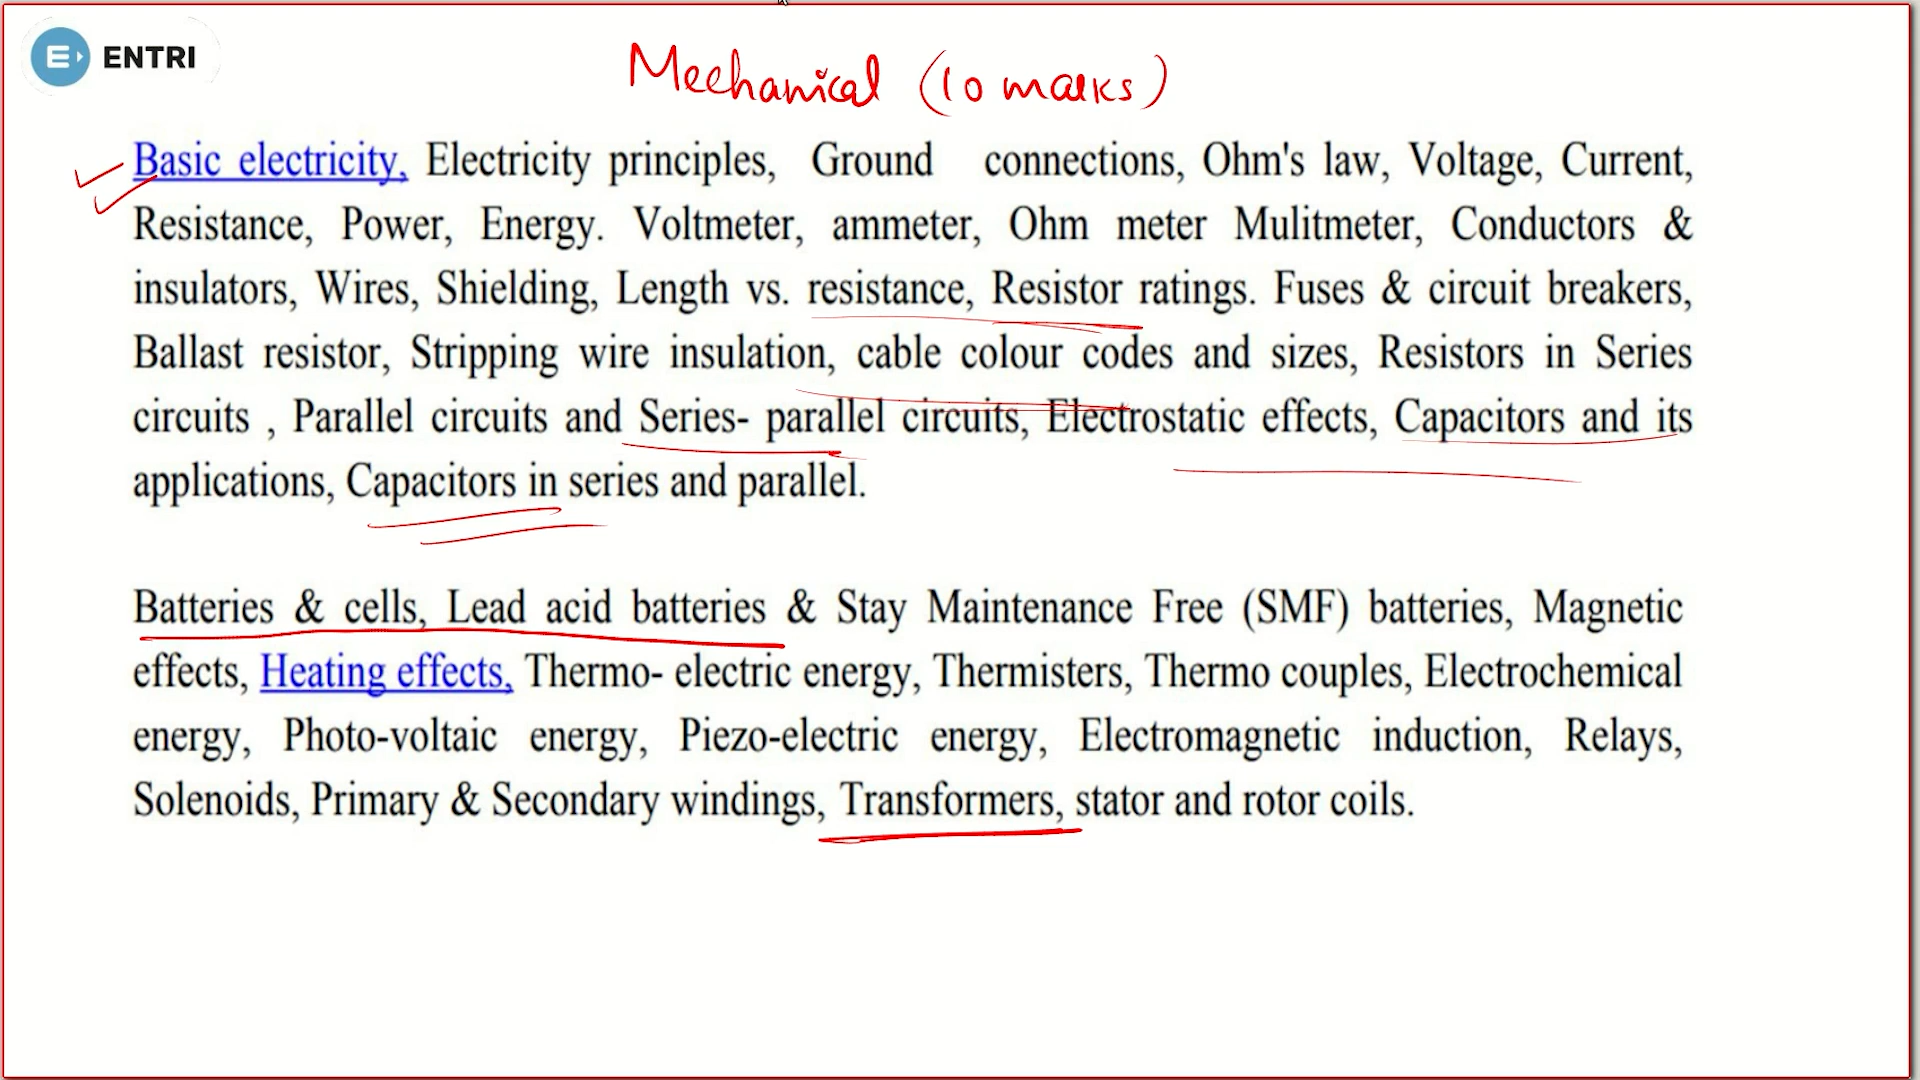 E ENTRI
Mechanical (10 marks)
Basic electricity, Electricity principles, Ground connections, Ohm's law, Voltage, Current,
Resistance, Power, Energy. Voltmeter, ammeter, Ohm meter Mulitmeter, Conductors &
insulators, Wires, Shielding, Length vs. resistance, Resistor ratings. Fuses & circuit breakers,
Ballast resistor, Stripping wire insulation, cable colour codes and sizes, Resistors in Series
circuits , Parallel circuits and Series- parallel circuits, Electrostatic effects, Capacitors and its
applications, Capacitors in series and parallel.
Batteries & cells, Lead acid batteries & Stay Maintenance Free (SMF) batteries, Magnetic
effects, Heating effects, Thermo- electric energy, Thermisters, Thermo couples, Electrochemical
energy, Photo-voltaic energy, Piezo-electric energy, Electromagnetic induction, Relays,
Solenoids, Primary & Secondary windings, Transformers, stator and rotor coils.